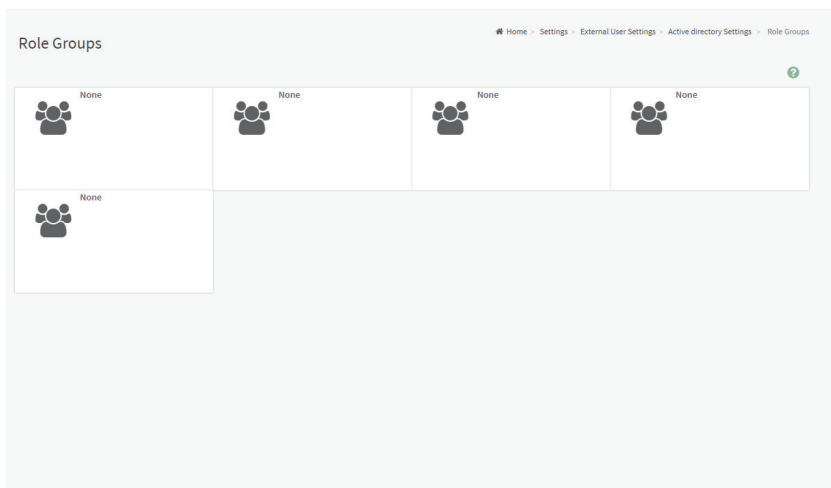 Role Groups
Home > Settings > External User Settings > Active directory Settings > Role Groups
?
None None None None
None